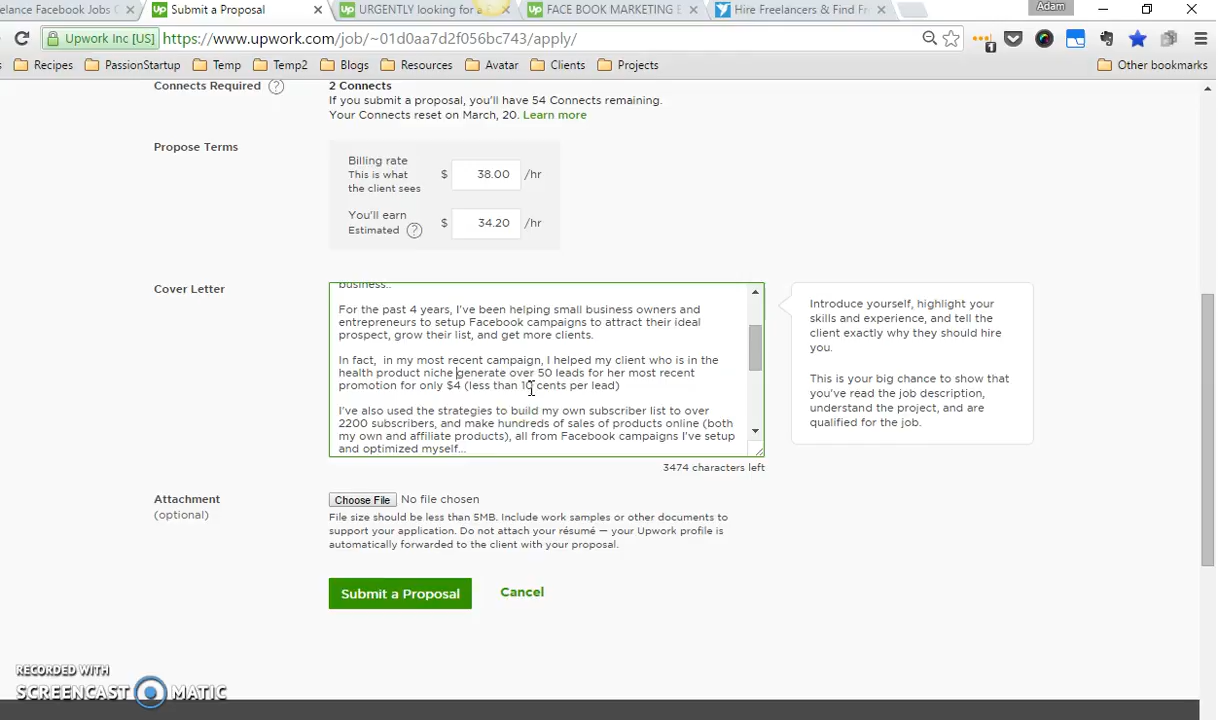 elance Facebook Jobs O
Submit a Proposal
URGENTLY looking for a
FACE BOOK MARKETING E
Hire Freelancers & Find Fr
Adam
Upwork Inc [US]
https://www.upwork.com/job/~01d0aa7d2f056bc743/apply/
Recipes
PassionStartup
Temp
Temp2
Blogs
Resources
Avatar
Clients
Projects
Other bookmarks
Connects Required ?
2 Connects
If you submit a proposal, you'll have 54 Connects remaining.
Your Connects reset on March, 20. Learn more
Propose Terms
Billing rate
This is what
the client sees
$ 38.00 /hr
You'll earn
Estimated ?
$ 34.20 /hr
Cover Letter
business..
For the past 4 years, I've been helping small business owners and
entrepreneurs to setup Facebook campaigns to attract their ideal
prospect, grow their list, and get more clients.
In fact, in my most recent campaign, I helped my client who is in the
health product niche generate over 50 leads for her most recent
promotion for only $4 (less than 10 cents per lead)
I've also used the strategies to build my own subscriber list to over
2200 subscribers, and make hundreds of sales of products online (both
my own and affiliate products), all from Facebook campaigns I've setup
and optimized myself...
3474 characters left
Introduce yourself, highlight your
skills and experience, and tell the
client exactly why they should hire
you.
This is your big chance to show that
you've read the job description,
understand the project, and are
qualified for the job.
Attachment
(optional)
Choose File No file chosen
File size should be less than 5MB. Include work samples or other documents to
support your application. Do not attach your résumé — your Upwork profile is
automatically forwarded to the client with your proposal.
Submit a Proposal
Cancel
RECORDED WITH
SCREENCAST MATIC